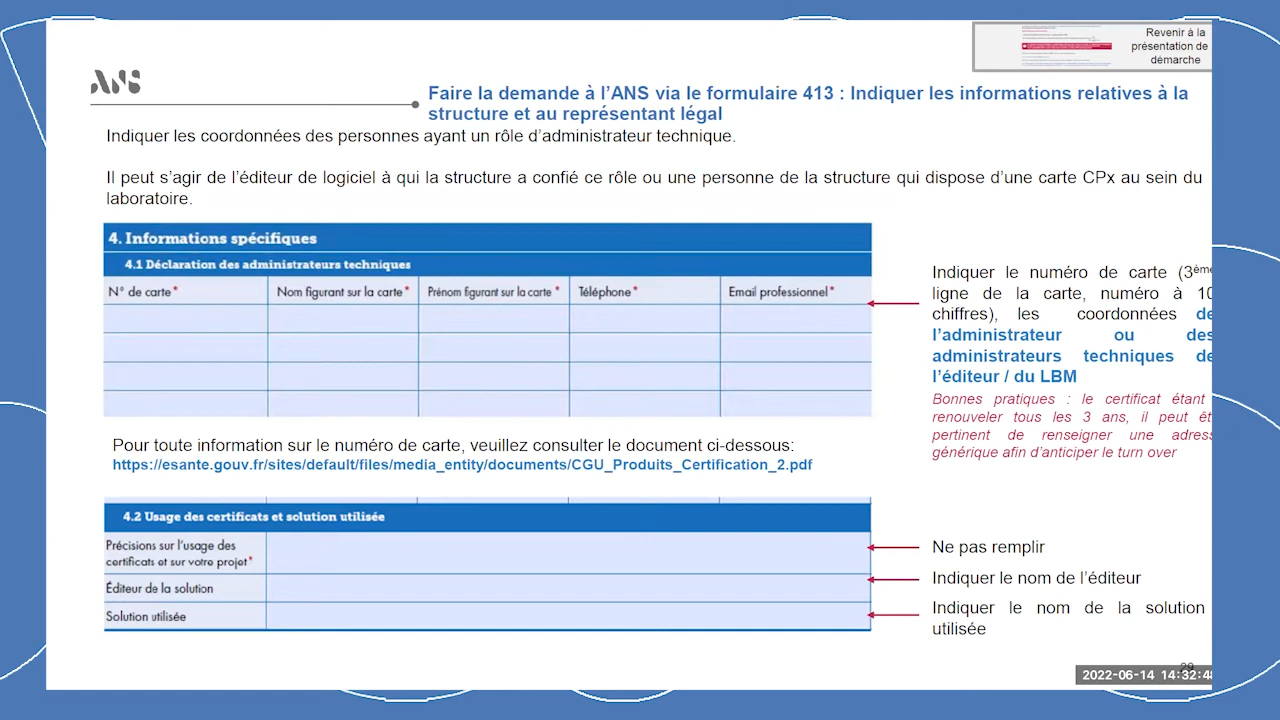 Revenir à la
présentation de
démarche
ANS
Faire la demande à l’ANS via le formulaire 413 : Indiquer les informations relatives à la
structure et au représentant légal
Indiquer les coordonnées des personnes ayant un rôle d’administrateur technique.
Il peut s’agir de l’éditeur de logiciel à qui la structure a confié ce rôle ou une personne de la structure qui dispose d’une carte CPx au sein du
laboratoire.
4. Informations spécifiques
4.1 Déclaration des administrateurs techniques
N° de carte* Nom figurant sur la carte* Prénom figurant sur la carte* Téléphone* Email professionnel*
Indiquer le numéro de carte (3ème
ligne de la carte, numéro à 10
chiffres), les coordonnées de
l’administrateur ou des
administrateurs techniques de
l’éditeur / du LBM
Bonnes pratiques : le certificat étant
renouveler tous les 3 ans, il peut êt
pertinent de renseigner une adress
générique afin d’anticiper le turn over
Pour toute information sur le numéro de carte, veuillez consulter le document ci-dessous:
https://esante.gouv.fr/sites/default/files/media_entity/documents/CGU_Produits_Certification_2.pdf
4.2 Usage des certificats et solution utilisée
Précisions sur l’usage des
certificats et sur votre projet*
Ne pas remplir
Éditeur de la solution
Indiquer le nom de l’éditeur
Solution utilisée
Indiquer le nom de la solution
utilisée
29
2022-06-14 14:32:48